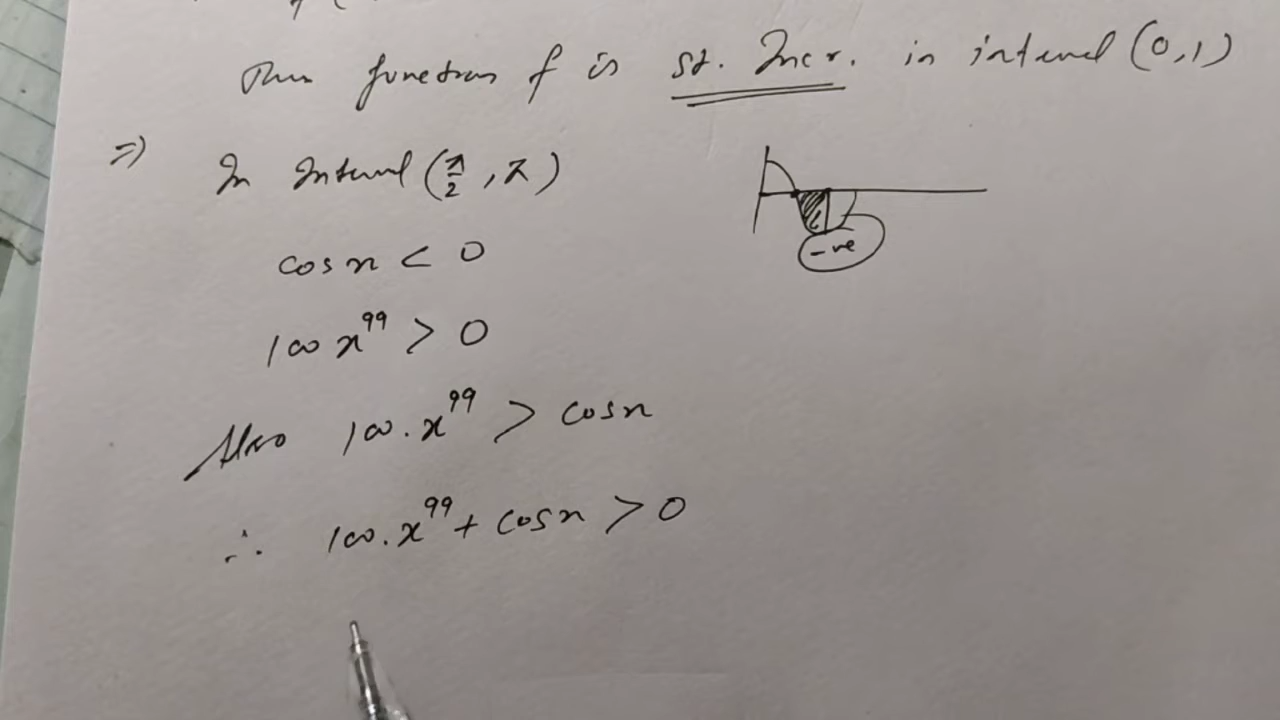 Thus function f is st. Incr. in interval (0,1)
=) In Interval (π/2, π)
-ve
cos x < 0
100 x^99 > 0
Also 100.x^99 > cos x
∴ 100.x^99 + cos x > 0